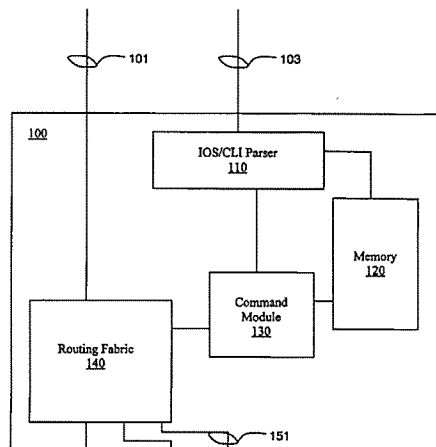 101
103
100
IOS/CLI Parser
110
Memory
120
Command
Module
130
Routing Fabric
140
151